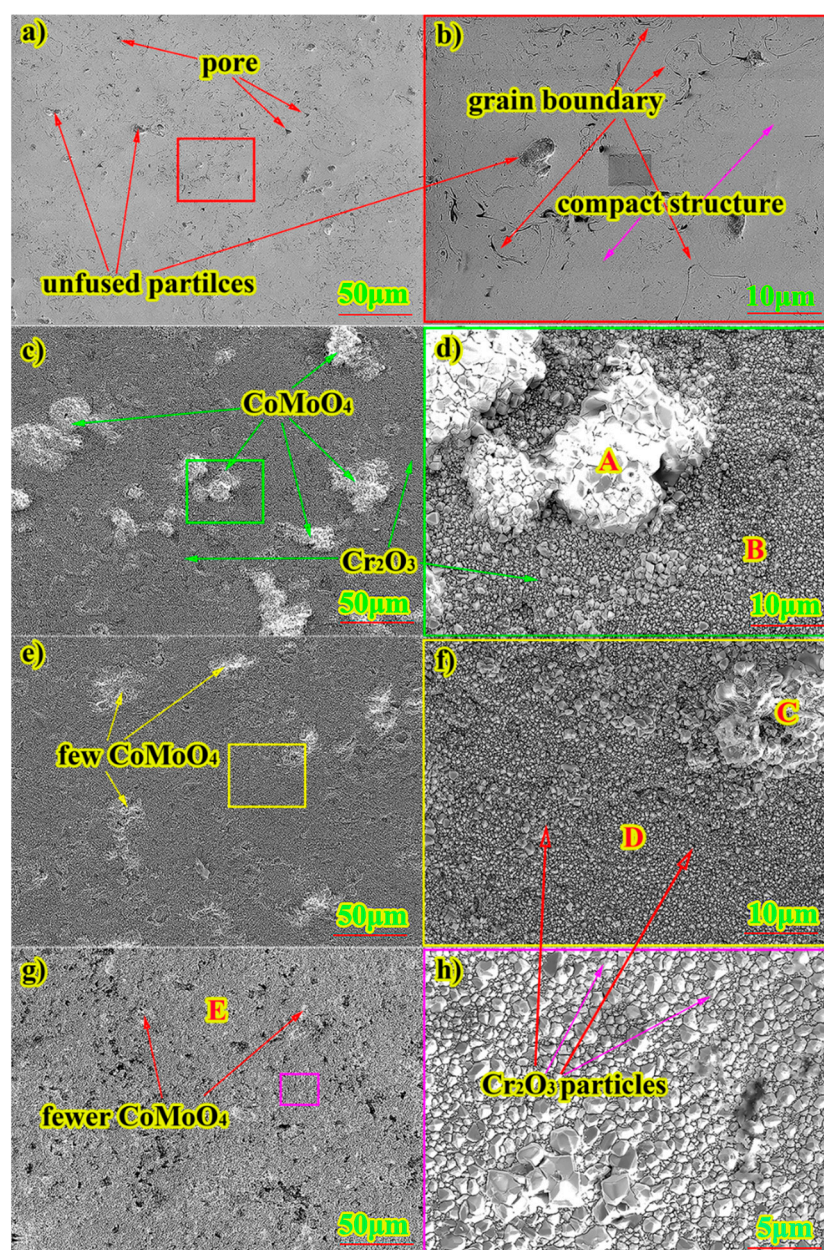 a)
pore
unfused partilces
50μm
b)
grain boundary
compact structure
10μm
c)
CoMoO₄
Cr₂O₃
50μm
d)
A
B
10μm
e)
few CoMoO₄
50μm
f)
C
D
10μm
g)
E
fewer CoMoO₄
50μm
h)
Cr₂O₃ particles
5μm